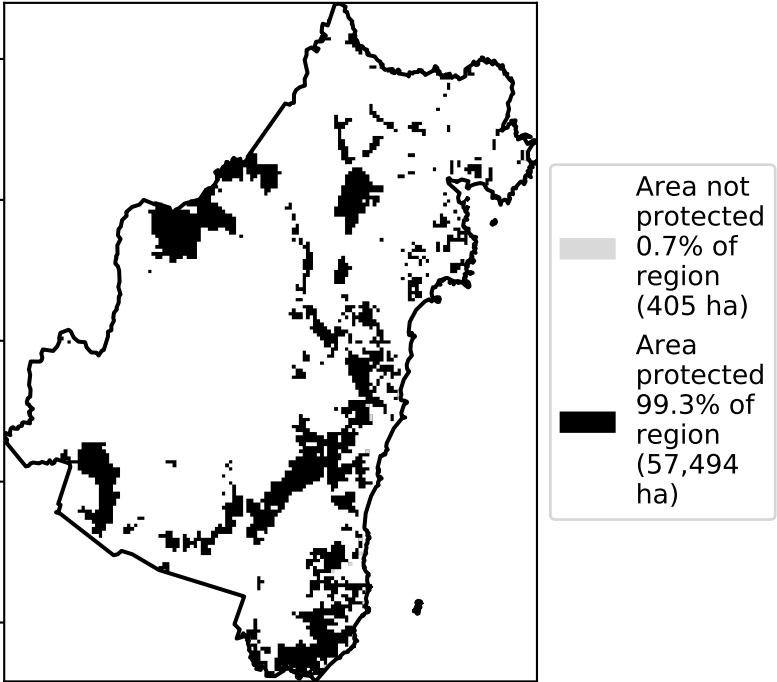 Area not
protected
0.7% of
region
(405 ha)
Area
protected
99.3% of
region
(57,494
ha)